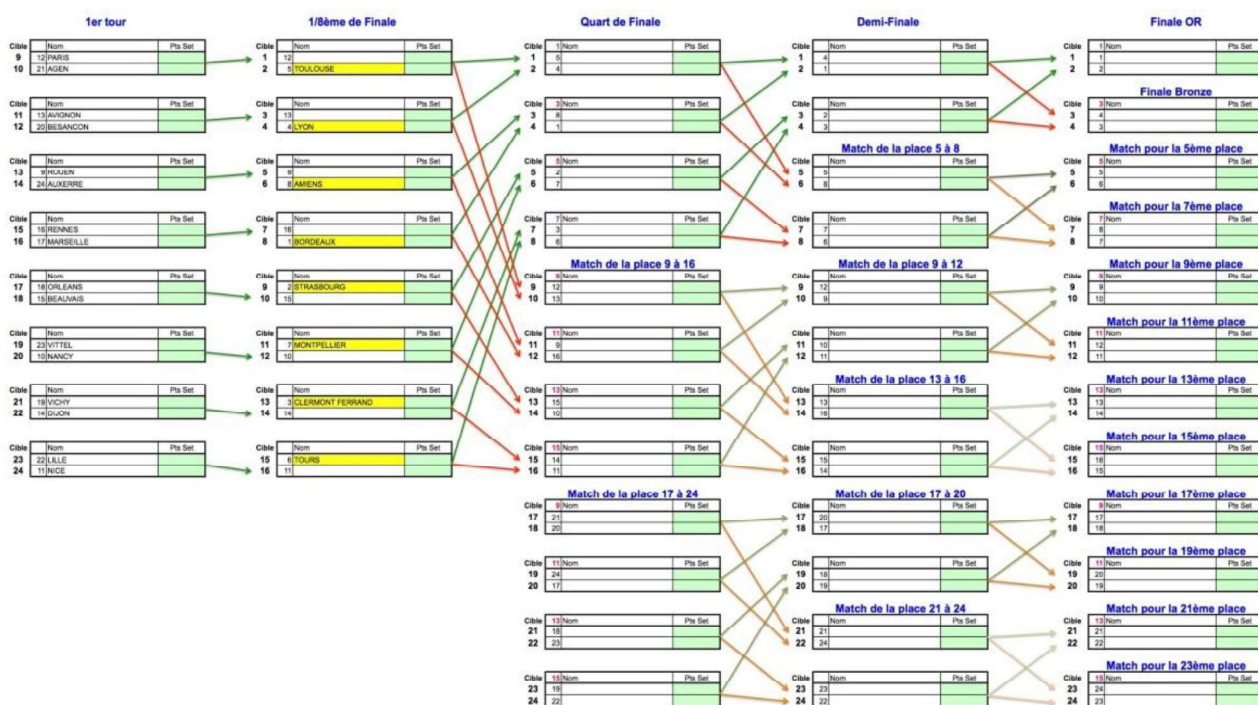 1er tour
Cible Nom Pts Set
9 12 PARIS
10 21 AGEN
Cible Nom Pts Set
11 13 AVIGNON
12 20 BESANCON
Cible Nom Pts Set
13 9 ROUEN
14 24 AUXERRE
Cible Nom Pts Set
15 16 RENNES
16 17 MARSEILLE
Cible Nom Pts Set
17 18 ORLEANS
18 15 BEAUVAIS
Cible Nom Pts Set
19 23 VITTEL
20 10 NANCY
Cible Nom Pts Set
21 19 VICHY
22 14 DIJON
Cible Nom Pts Set
23 22 LILLE
24 11 NICE
1/8ème de Finale
Cible Nom Pts Set
1 12
2 5 TOULOUSE
Cible Nom Pts Set
3 13
4 4 LYON
Cible Nom Pts Set
5 9
6 8 AMIENS
Cible Nom Pts Set
7 16
8 1 BORDEAUX
Cible Nom Pts Set
9 2 STRASBOURG
10 15
Cible Nom Pts Set
11 7 MONTPELLIER
12 10
Cible Nom Pts Set
13 3 CLERMONT FERRAND
14 14
Cible Nom Pts Set
15 6 TOURS
16 11
Quart de Finale
Cible 1 Nom Pts Set
1 5
2 4
Cible 3 Nom Pts Set
3 8
4 1
Cible 5 Nom Pts Set
5 2
6 7
Cible 7 Nom Pts Set
7 3
8 6
Match de la place 9 à 16
Cible 9 Nom Pts Set
9 12
10 13
Cible 11 Nom Pts Set
11 9
12 16
Cible 13 Nom Pts Set
13 15
14 10
Cible 15 Nom Pts Set
15 14
16 11
Match de la place 17 à 24
Cible 9 Nom Pts Set
17 21
18 20
Cible 11 Nom Pts Set
19 24
20 17
Cible 13 Nom Pts Set
21 18
22 23
Cible 15 Nom Pts Set
23 19
24 22
Demi-Finale
Cible Nom Pts Set
1 4
2 1
Cible Nom Pts Set
3 2
4 3
Match de la place 5 à 8
Cible Nom Pts Set
5 5
6 8
Cible Nom Pts Set
7 7
8 6
Match de la place 9 à 12
Cible Nom Pts Set
9 12
10 9
Cible Nom Pts Set
11 10
12 11
Match de la place 13 à 16
Cible Nom Pts Set
13 13
14 16
Cible Nom Pts Set
15 15
16 14
Match de la place 17 à 20
Cible Nom Pts Set
17 20
18 17
Cible Nom Pts Set
19 18
20 19
Match de la place 21 à 24
Cible Nom Pts Set
21 21
22 24
Cible Nom Pts Set
23 23
24 22
Finale OR
Cible 1 Nom Pts Set
1 1
2 2
Finale Bronze
Cible 3 Nom Pts Set
3 4
4 3
Match pour la 5ème place
Cible 5 Nom Pts Set
5 5
6 6
Match pour la 7ème place
Cible 7 Nom Pts Set
7 8
8 7
Match pour la 9ème place
Cible 9 Nom Pts Set
9 9
10 10
Match pour la 11ème place
Cible 11 Nom Pts Set
11 12
12 11
Match pour la 13ème place
Cible 13 Nom Pts Set
13 13
14 14
Match pour la 15ème place
Cible 15 Nom Pts Set
15 16
16 15
Match pour la 17ème place
Cible 9 Nom Pts Set
17 17
18 18
Match pour la 19ème place
Cible 11 Nom Pts Set
19 20
20 19
Match pour la 21ème place
Cible 13 Nom Pts Set
21 21
22 22
Match pour la 23ème place
Cible 15 Nom Pts Set
23 24
24 23